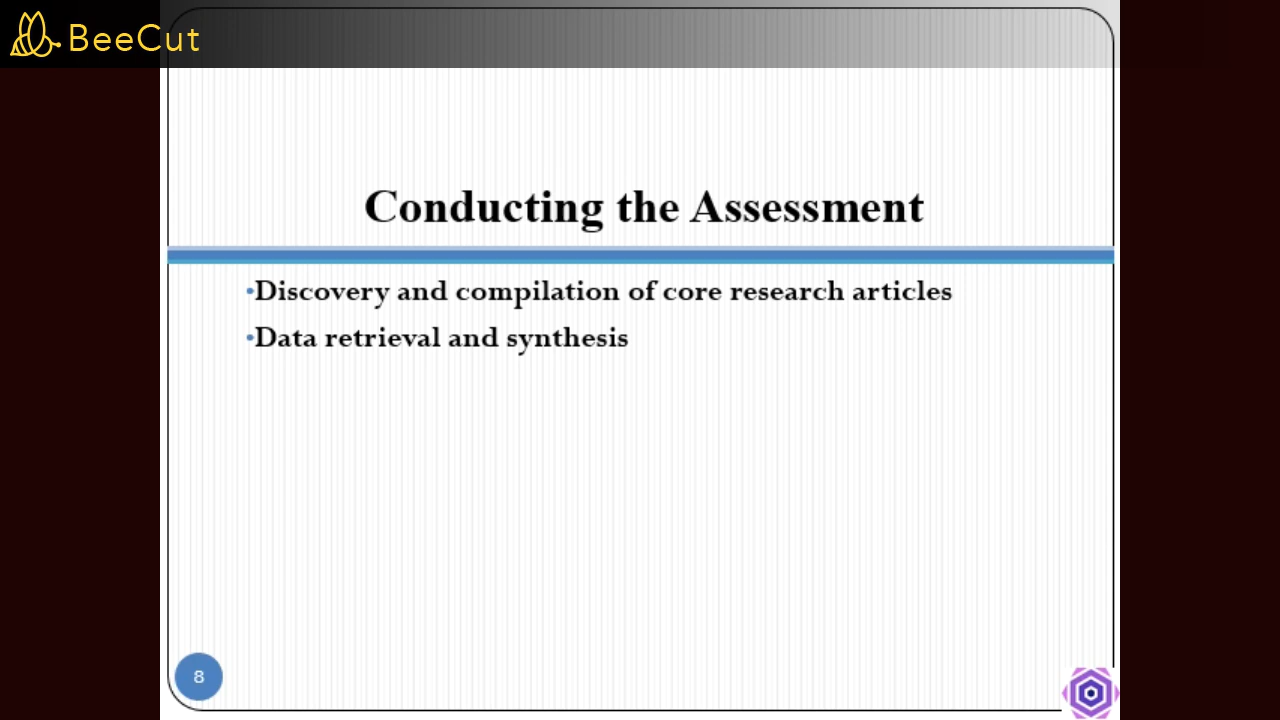 BeeCut
Conducting the Assessment
•Discovery and compilation of core research articles
•Data retrieval and synthesis
8